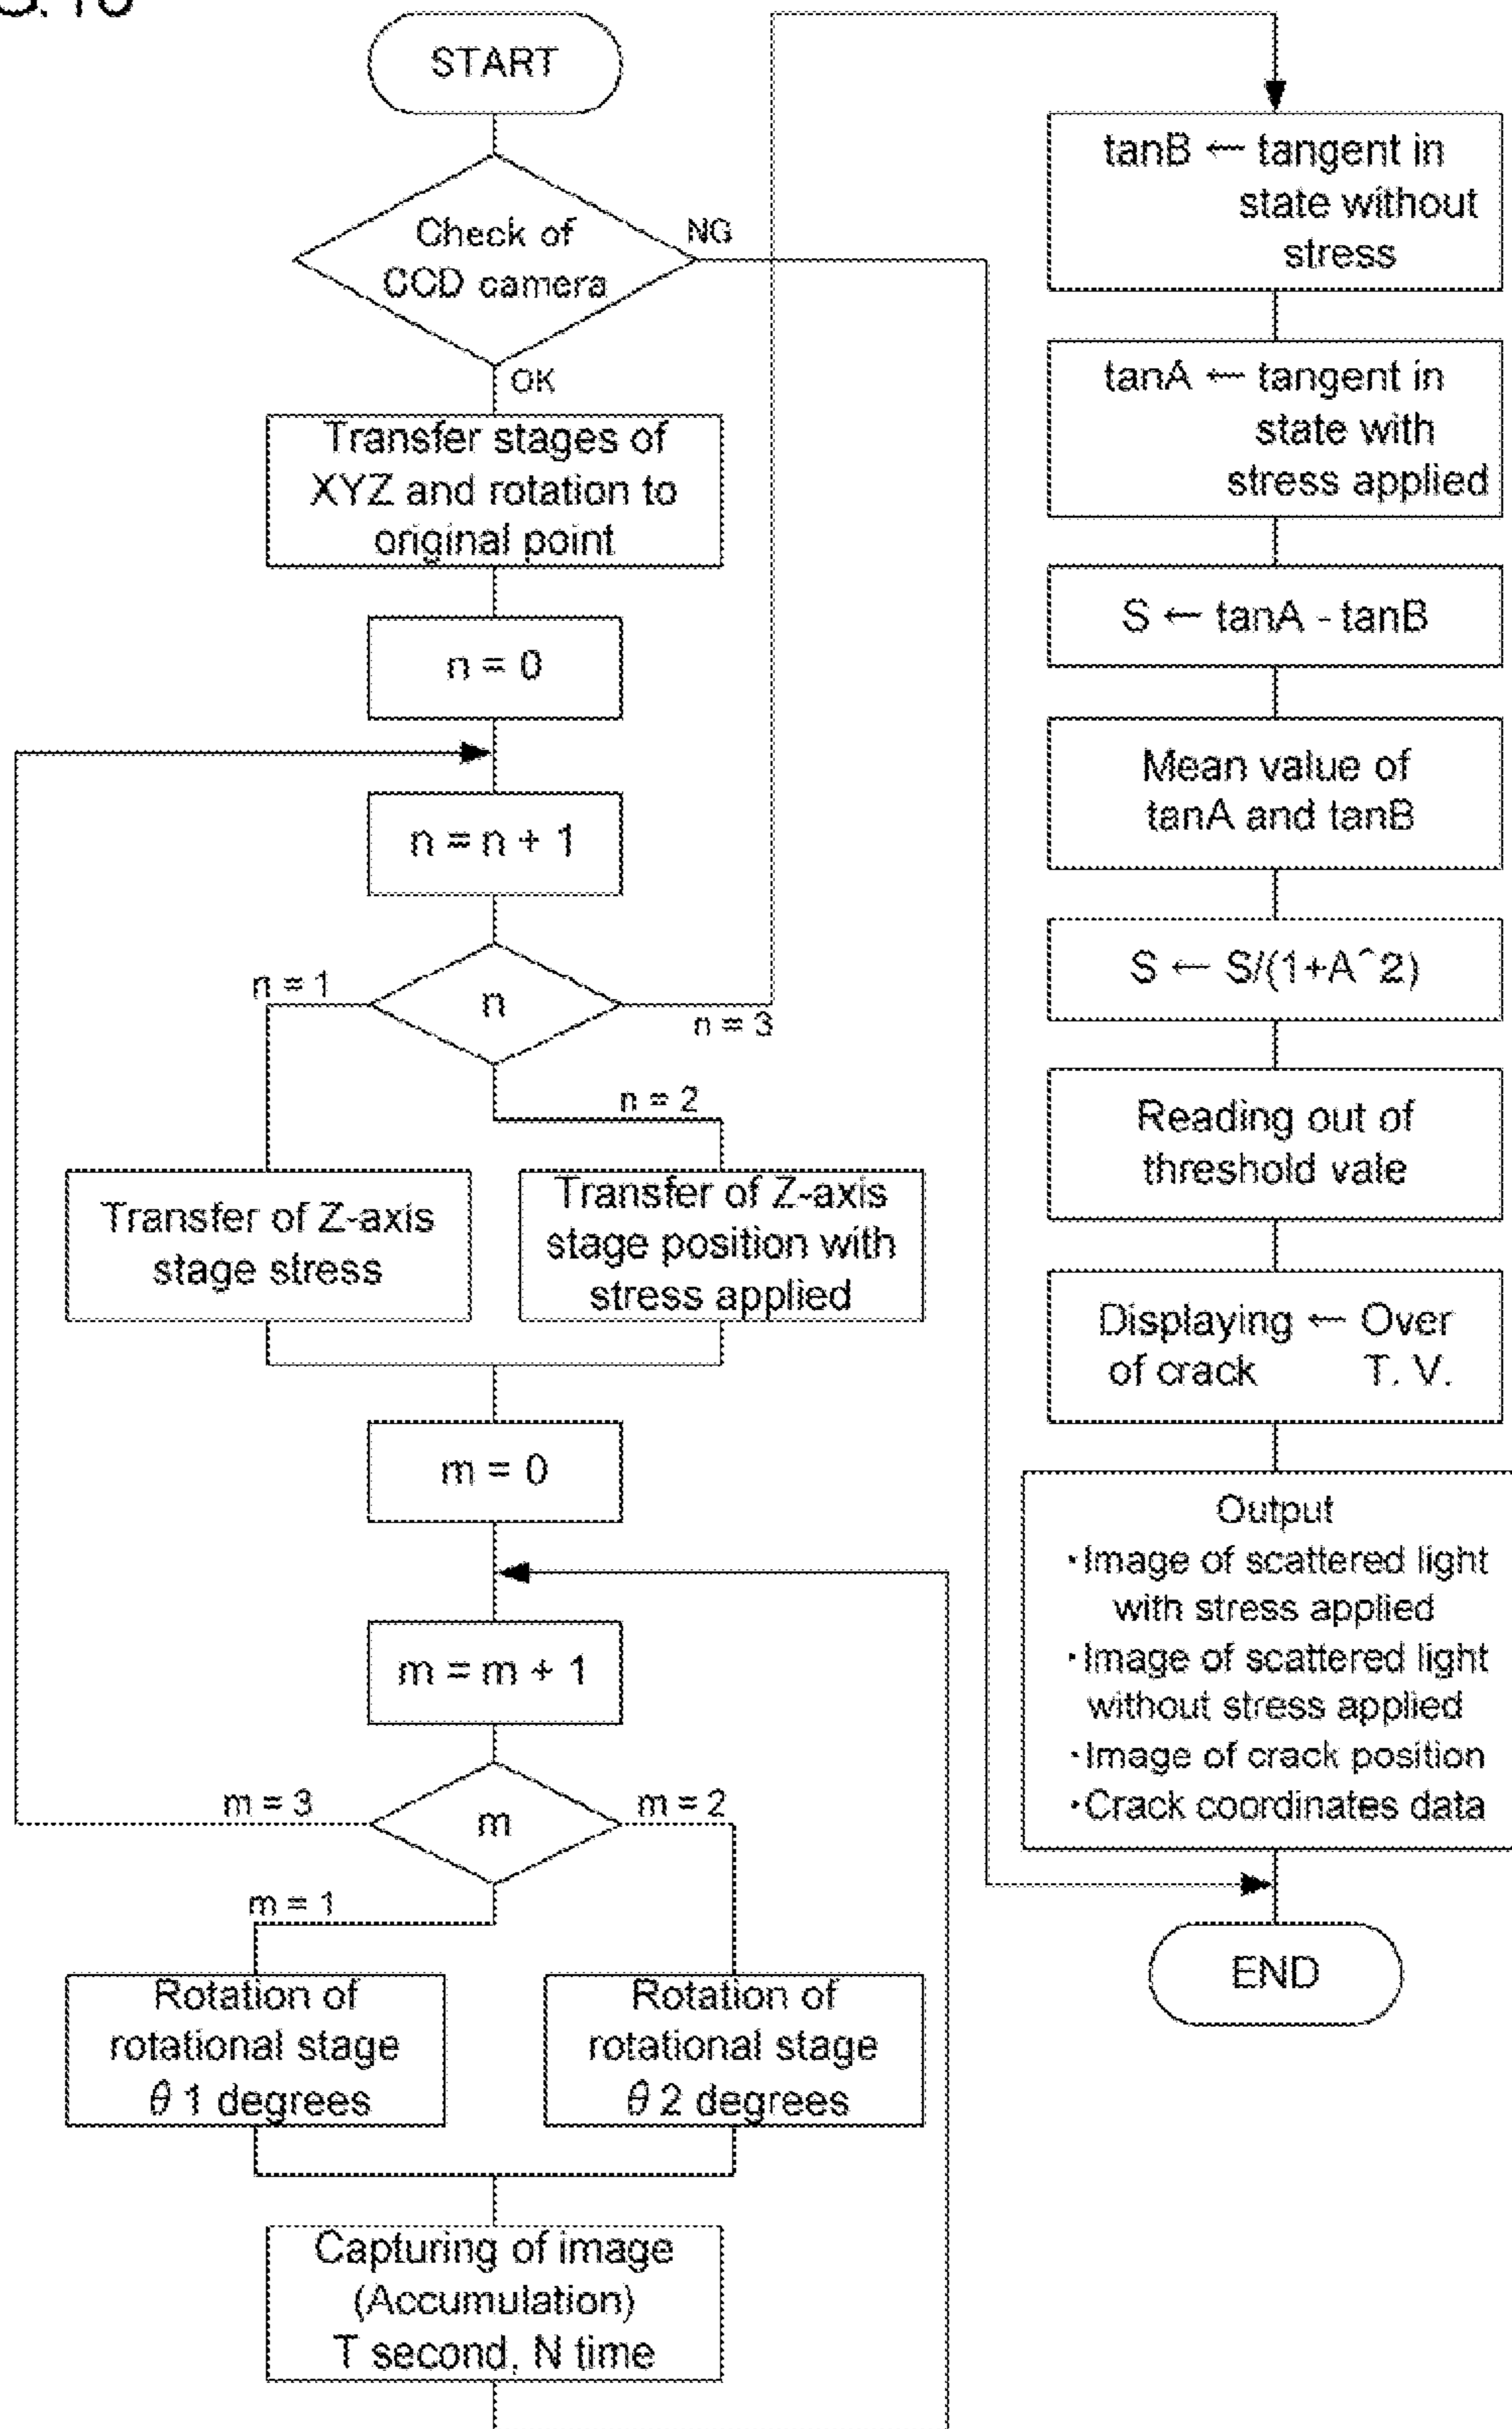 START
Check of
CCD camera
NG
OK
Transfer stages of
XYZ and rotation to
original point
n = 0
n = n + 1
n = 1
n
n = 3
n = 2
Transfer of Z-axis
stage stress
Transfer of Z-axis
stage position with
stress applied
m = 0
m = m + 1
m = 3
m
m = 2
m = 1
Rotation of
rotational stage
θ 1 degrees
Rotation of
rotational stage
θ 2 degrees
Capturing of image
(Accumulation)
T second, N time
tanB ← tangent in
state without
stress
tanA ← tangent in
state with
stress applied
S ← tanA - tanB
Mean value of
tanA and tanB
S ← S/(1+A^2)
Reading out of
threshold vale
Displaying ← Over
of crack T. V.
Output
・Image of scattered light
with stress applied
・Image of scattered light
without stress applied
・Image of crack position
・Crack coordinates data
END